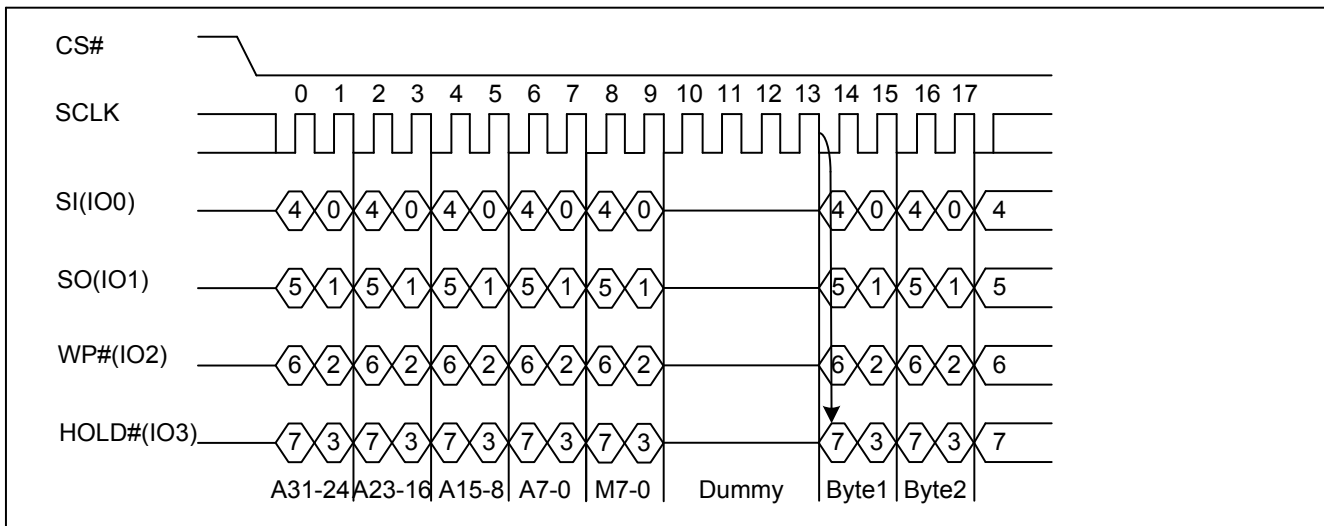 CS#
0 1 2 3 4 5 6 7 8 9 10 11 12 13 14 15 16 17
SCLK
SI(IO0) 4 0 4 0 4 0 4 0 4 0 4 0 4 0 4
SO(IO1) 5 1 5 1 5 1 5 1 5 1 5 1 5 1 5
WP#(IO2) 6 2 6 2 6 2 6 2 6 2 6 2 6 2 6
HOLD#(IO3) 7 3 7 3 7 3 7 3 7 3 7 3 7 3 7
A31-24 A23-16 A15-8 A7-0 M7-0 Dummy Byte1 Byte2